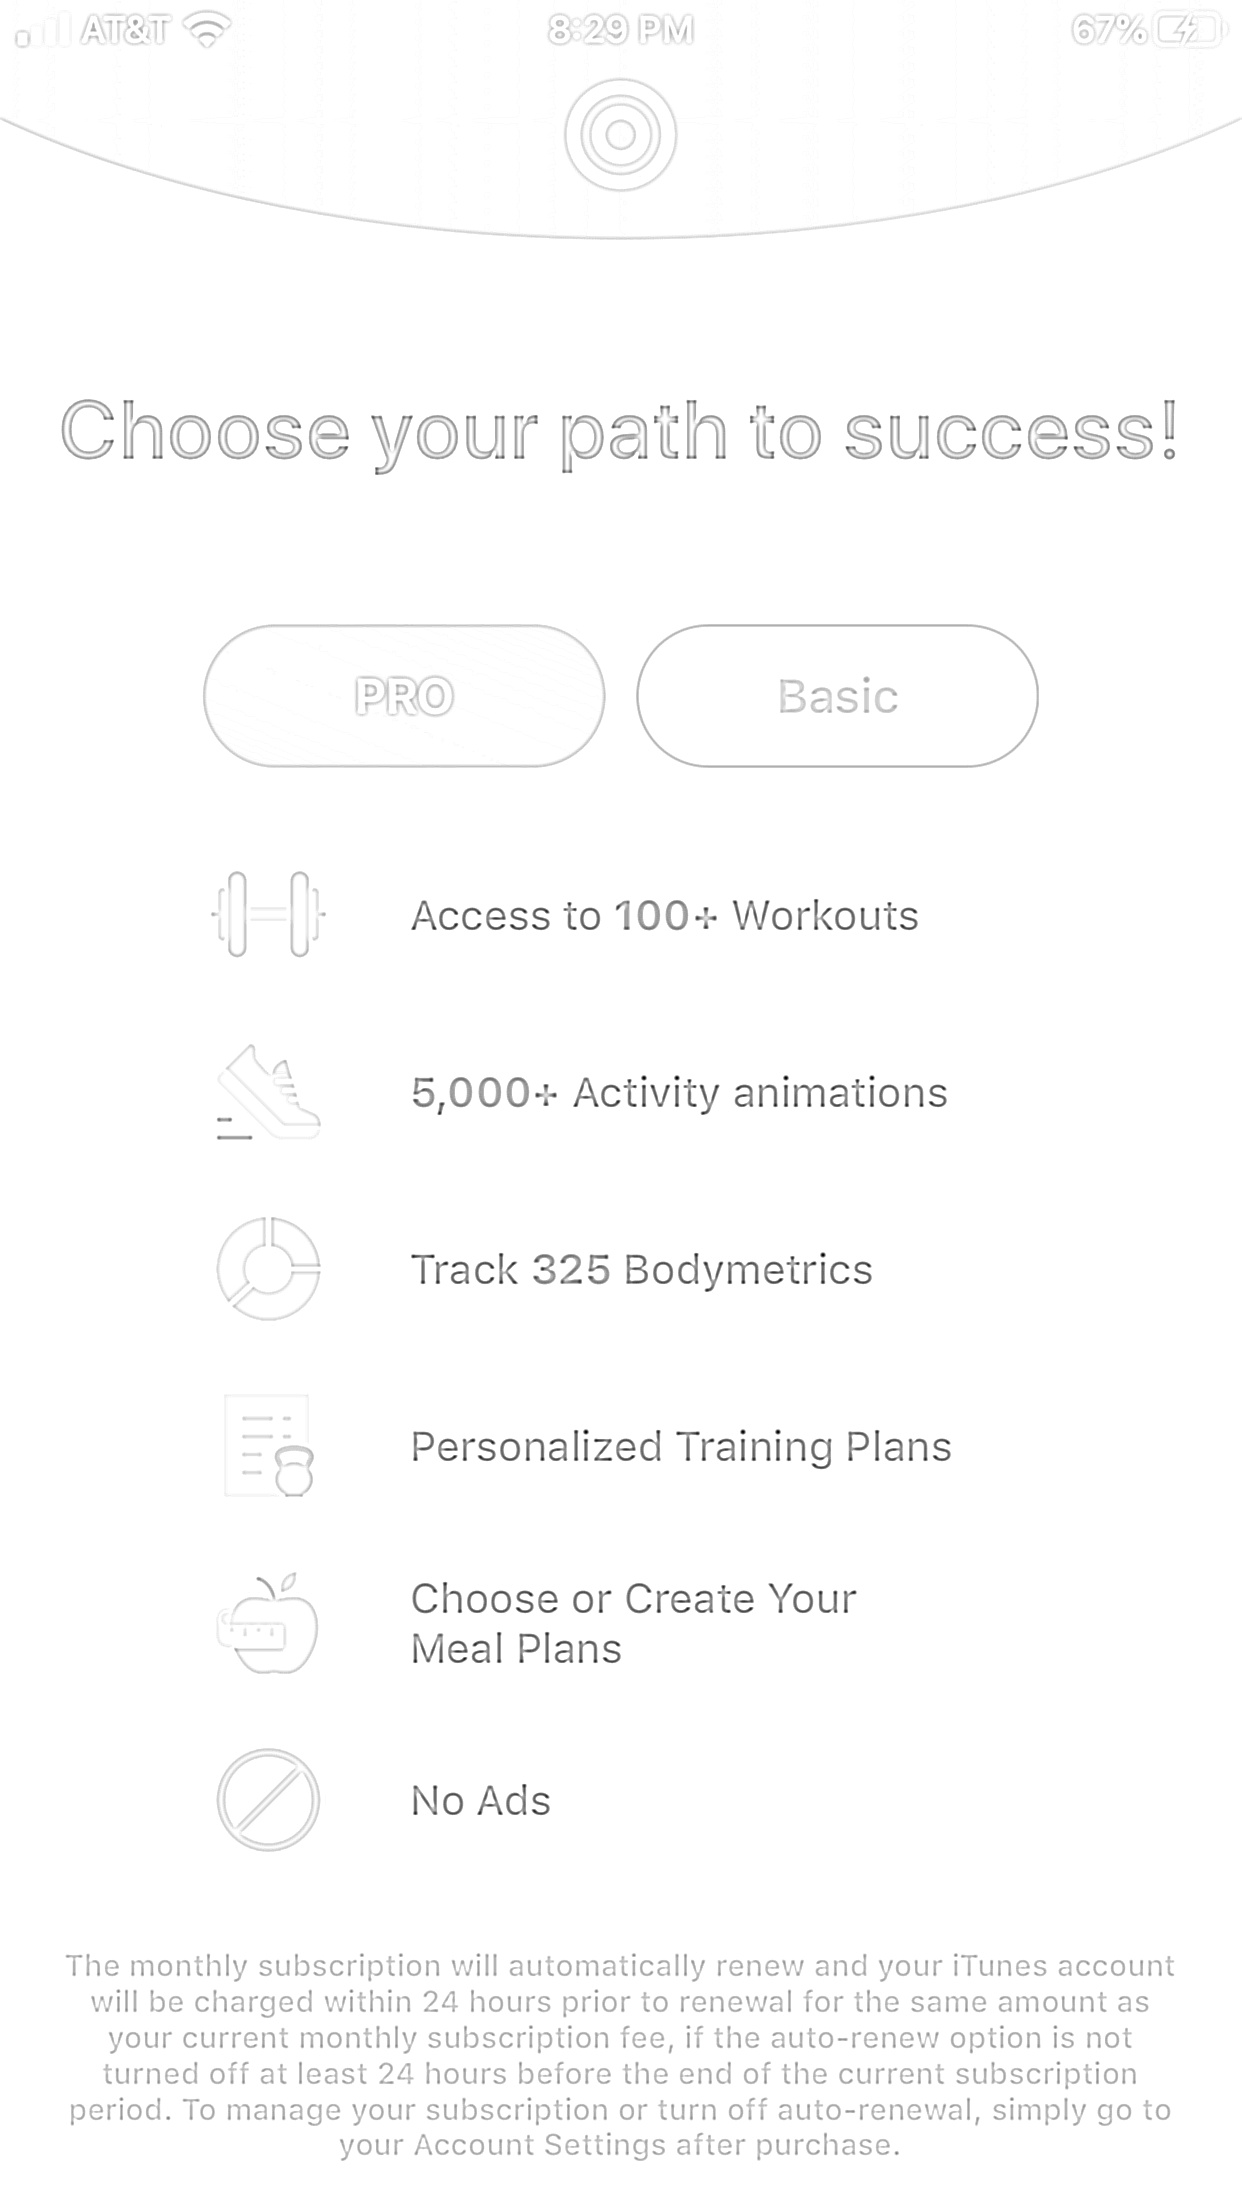 AT&T 8:29 PM 67%
Choose your path to success!
PRO Basic
Access to 100+ Workouts
5,000+ Activity animations
Track 325 Bodymetrics
Personalized Training Plans
Choose or Create Your
Meal Plans
No Ads
The monthly subscription will automatically renew and your iTunes account
will be charged within 24 hours prior to renewal for the same amount as
your current monthly subscription fee, if the auto-renew option is not
turned off at least 24 hours before the end of the current subscription
period. To manage your subscription or turn off auto-renewal, simply go to
your Account Settings after purchase.